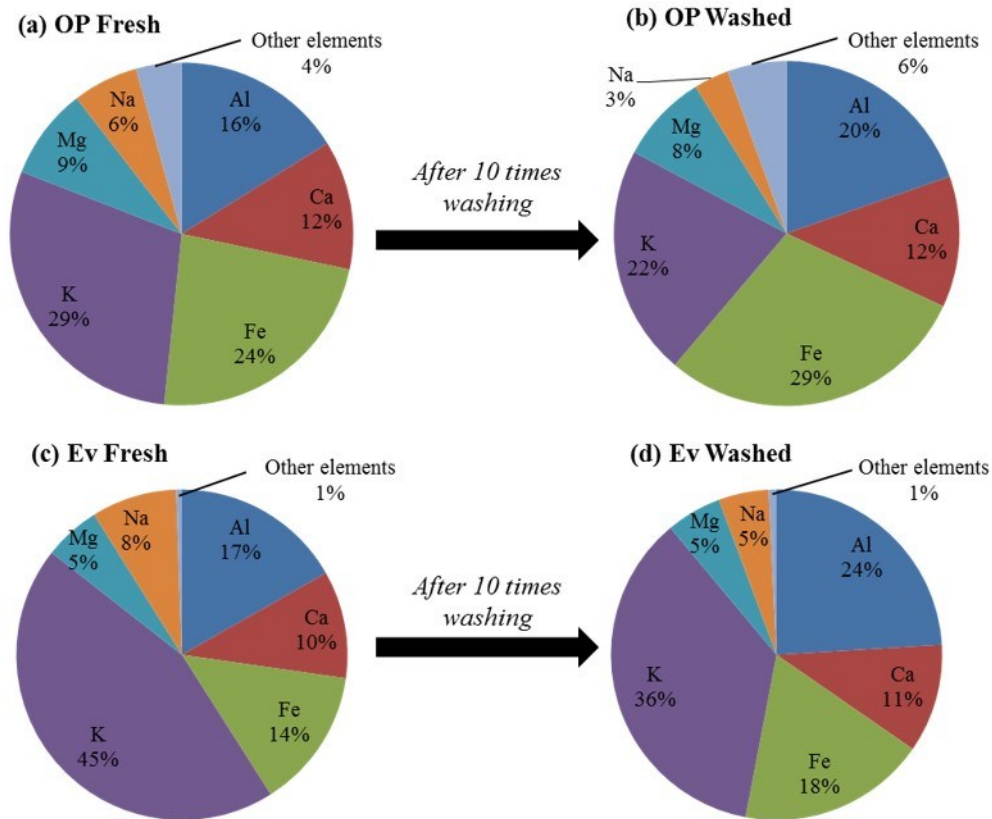 (a) OP Fresh
Other elements
4%
Al
16%
Ca
12%
Fe
24%
K
29%
Mg
9%
Na
6%
After 10 times
washing
(b) OP Washed
Other elements
6%
Al
20%
Ca
12%
Fe
29%
K
22%
Mg
8%
Na
3%
(c) Ev Fresh
Other elements
1%
Al
17%
Ca
10%
Fe
14%
K
45%
Mg
5%
Na
8%
After 10 times
washing
(d) Ev Washed
Other elements
1%
Al
24%
Ca
11%
Fe
18%
K
36%
Mg
5%
Na
5%